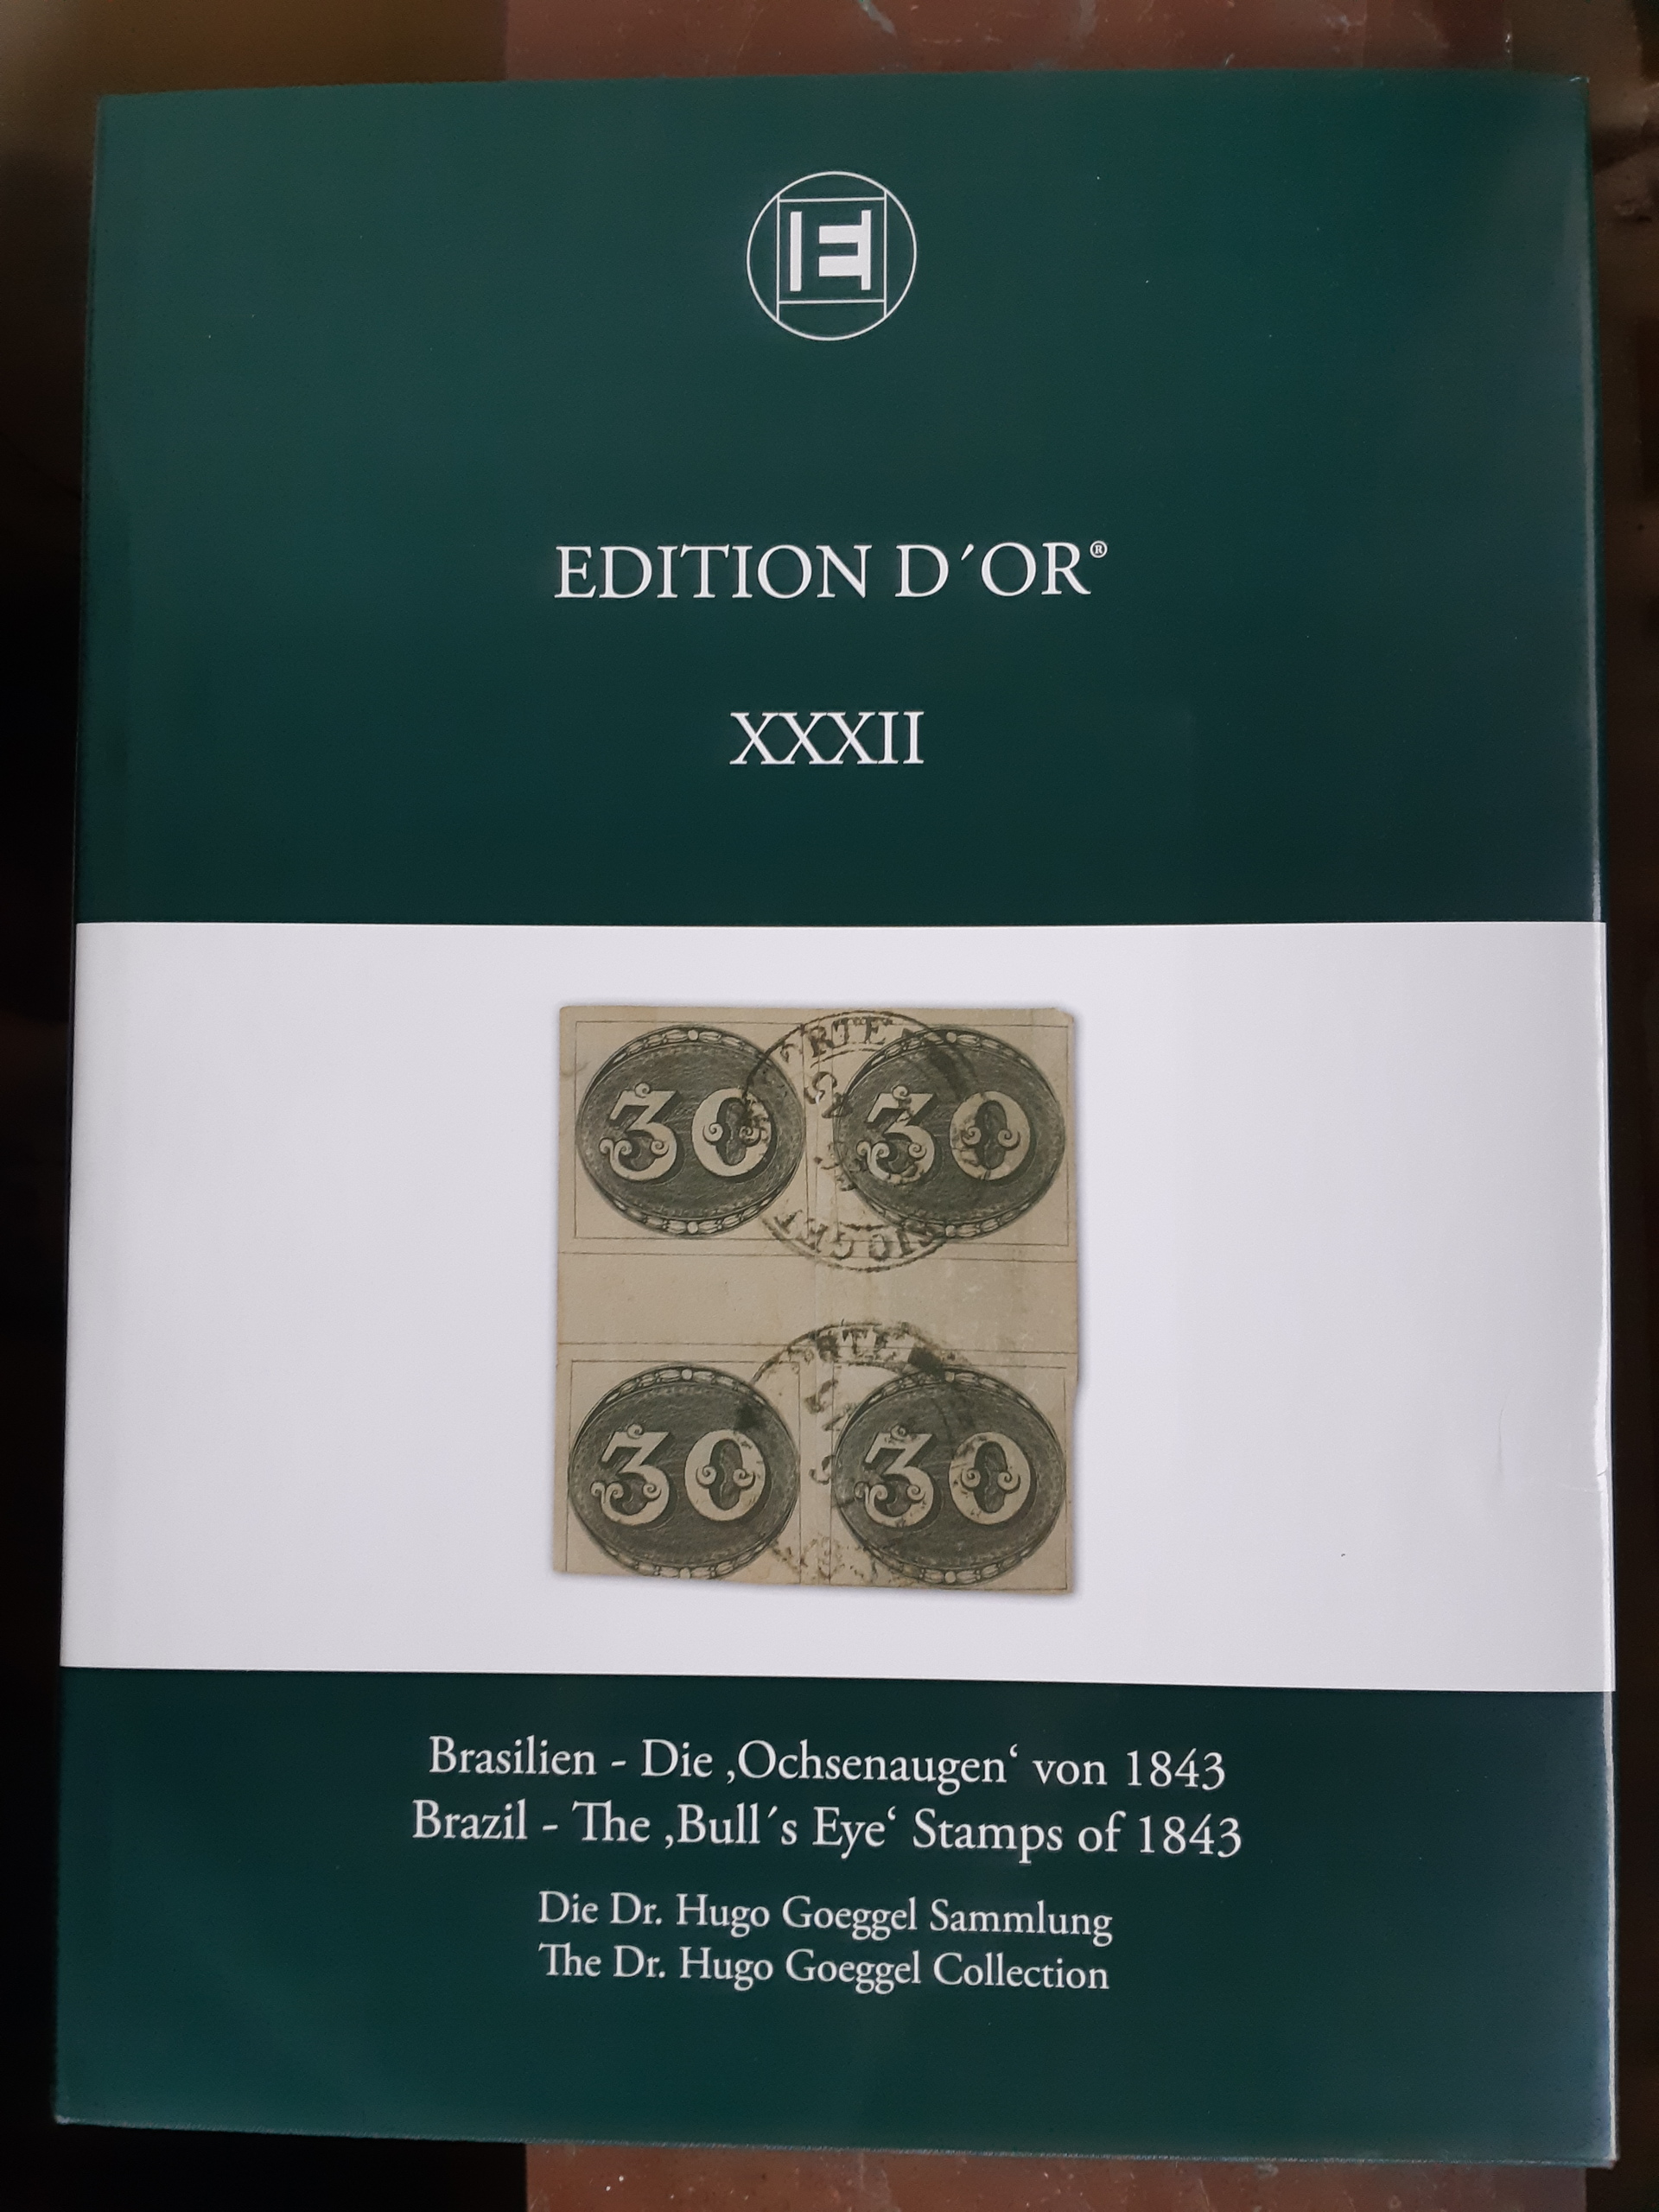 E
EDITION D´OR®
XXXII
30 30
30 30
Brasilien - Die ‚Ochsenaugen‘ von 1843
Brazil - The ‚Bull´s Eye‘ Stamps of 1843
Die Dr. Hugo Goeggel Sammlung
The Dr. Hugo Goeggel Collection